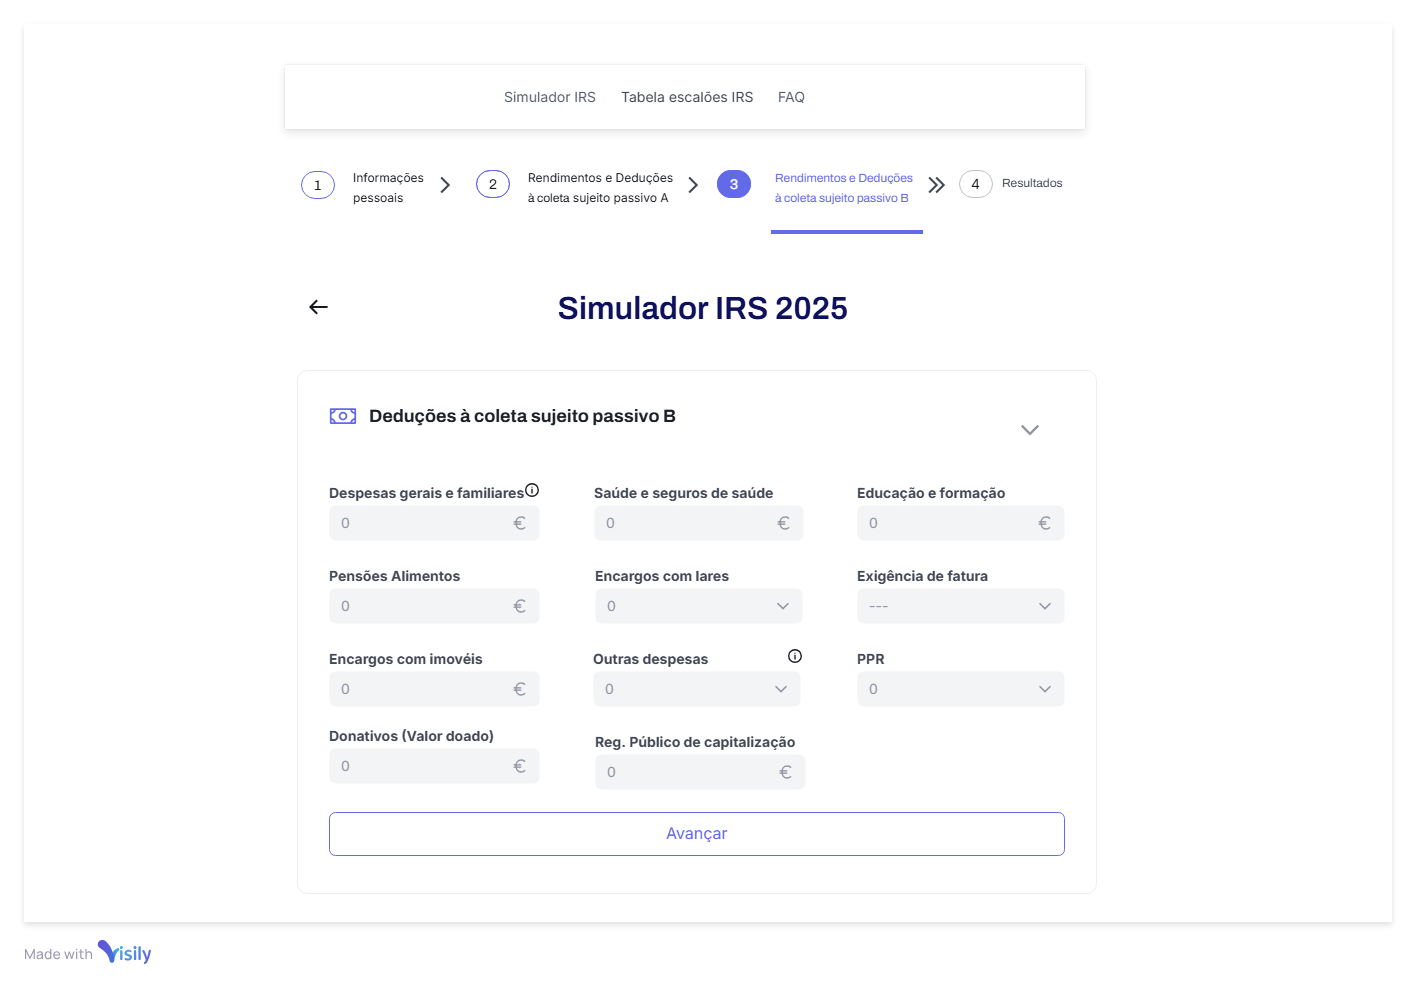 Simulador IRS
Tabela escalões IRS
FAQ
1
Informações
pessoais
2
Rendimentos e Deduções
à coleta sujeito passivo A
3
Rendimentos e Deduções
à coleta sujeito passivo B
4
Resultados
Simulador IRS 2025
Deduções à coleta sujeito passivo B
Despesas gerais e familiares
0 €
Saúde e seguros de saúde
0 €
Educação e formação
0 €
Pensões Alimentos
0 €
Encargos com lares
0
Exigência de fatura
---
Encargos com imovéis
0 €
Outras despesas
0
PPR
0
Donativos (Valor doado)
0 €
Reg. Público de capitalização
0 €
Avançar
Made with Visily